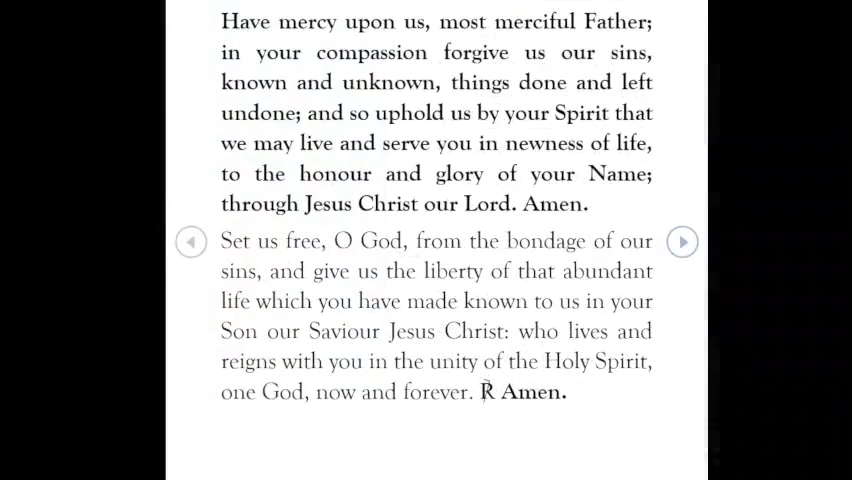 Have mercy upon us, most merciful Father;
in your compassion forgive us our sins,
known and unknown, things done and left
undone; and so uphold us by your Spirit that
we may live and serve you in newness of life,
to the honour and glory of your Name;
through Jesus Christ our Lord. Amen.
Set us free, O God, from the bondage of our
sins, and give us the liberty of that abundant
life which you have made known to us in your
Son our Saviour Jesus Christ: who lives and
reigns with you in the unity of the Holy Spirit,
one God, now and forever. ℟ Amen.